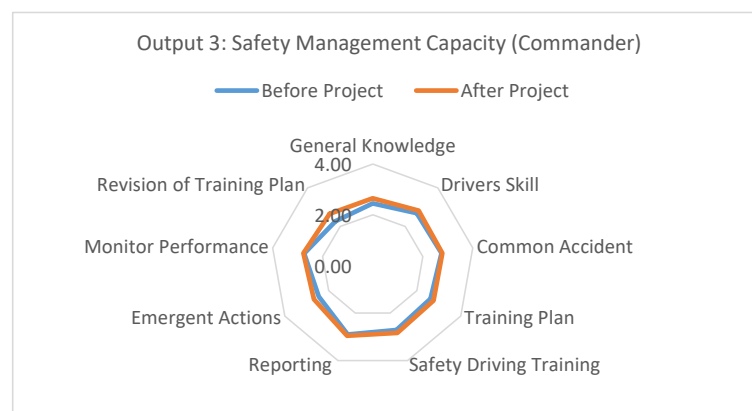 Output 3: Safety Management Capacity (Commander)
Before Project After Project
General Knowledge
4.00
Revision of Training Plan Drivers Skill
2.00
Monitor Performance Common Accident
0.00
Emergent Actions Training Plan
Reporting Safety Driving Training